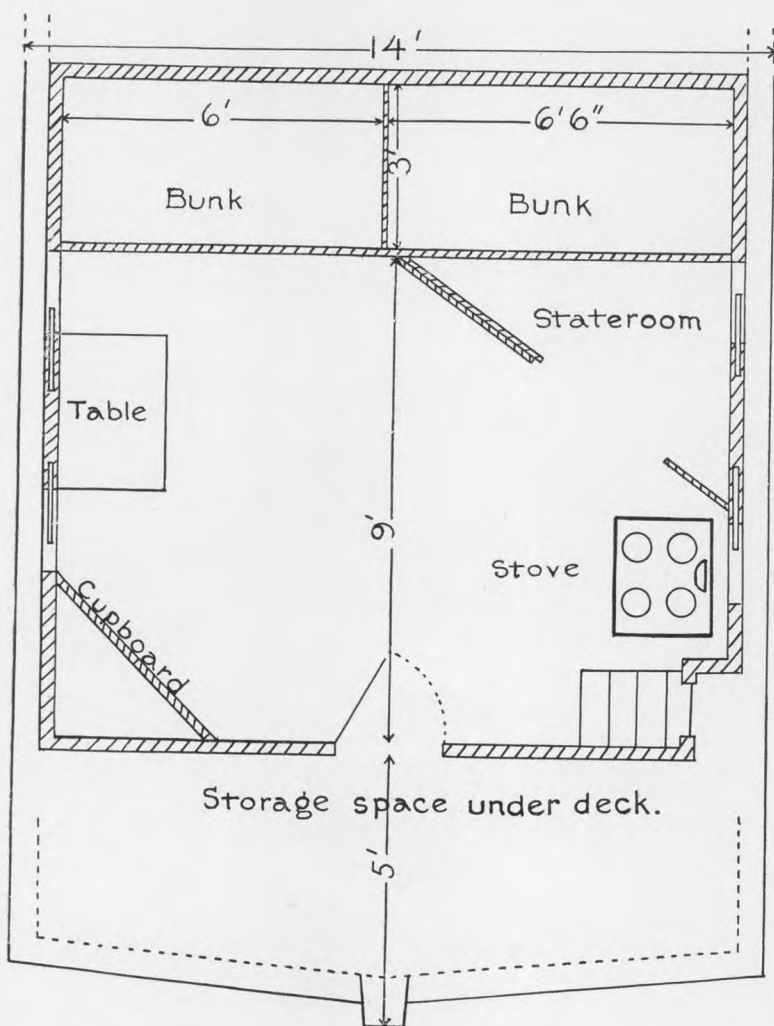 14'
6'
6' 6"
3'
Bunk
Bunk
Stateroom
Table
9'
Stove
Cupboard
Storage space under deck.
5'